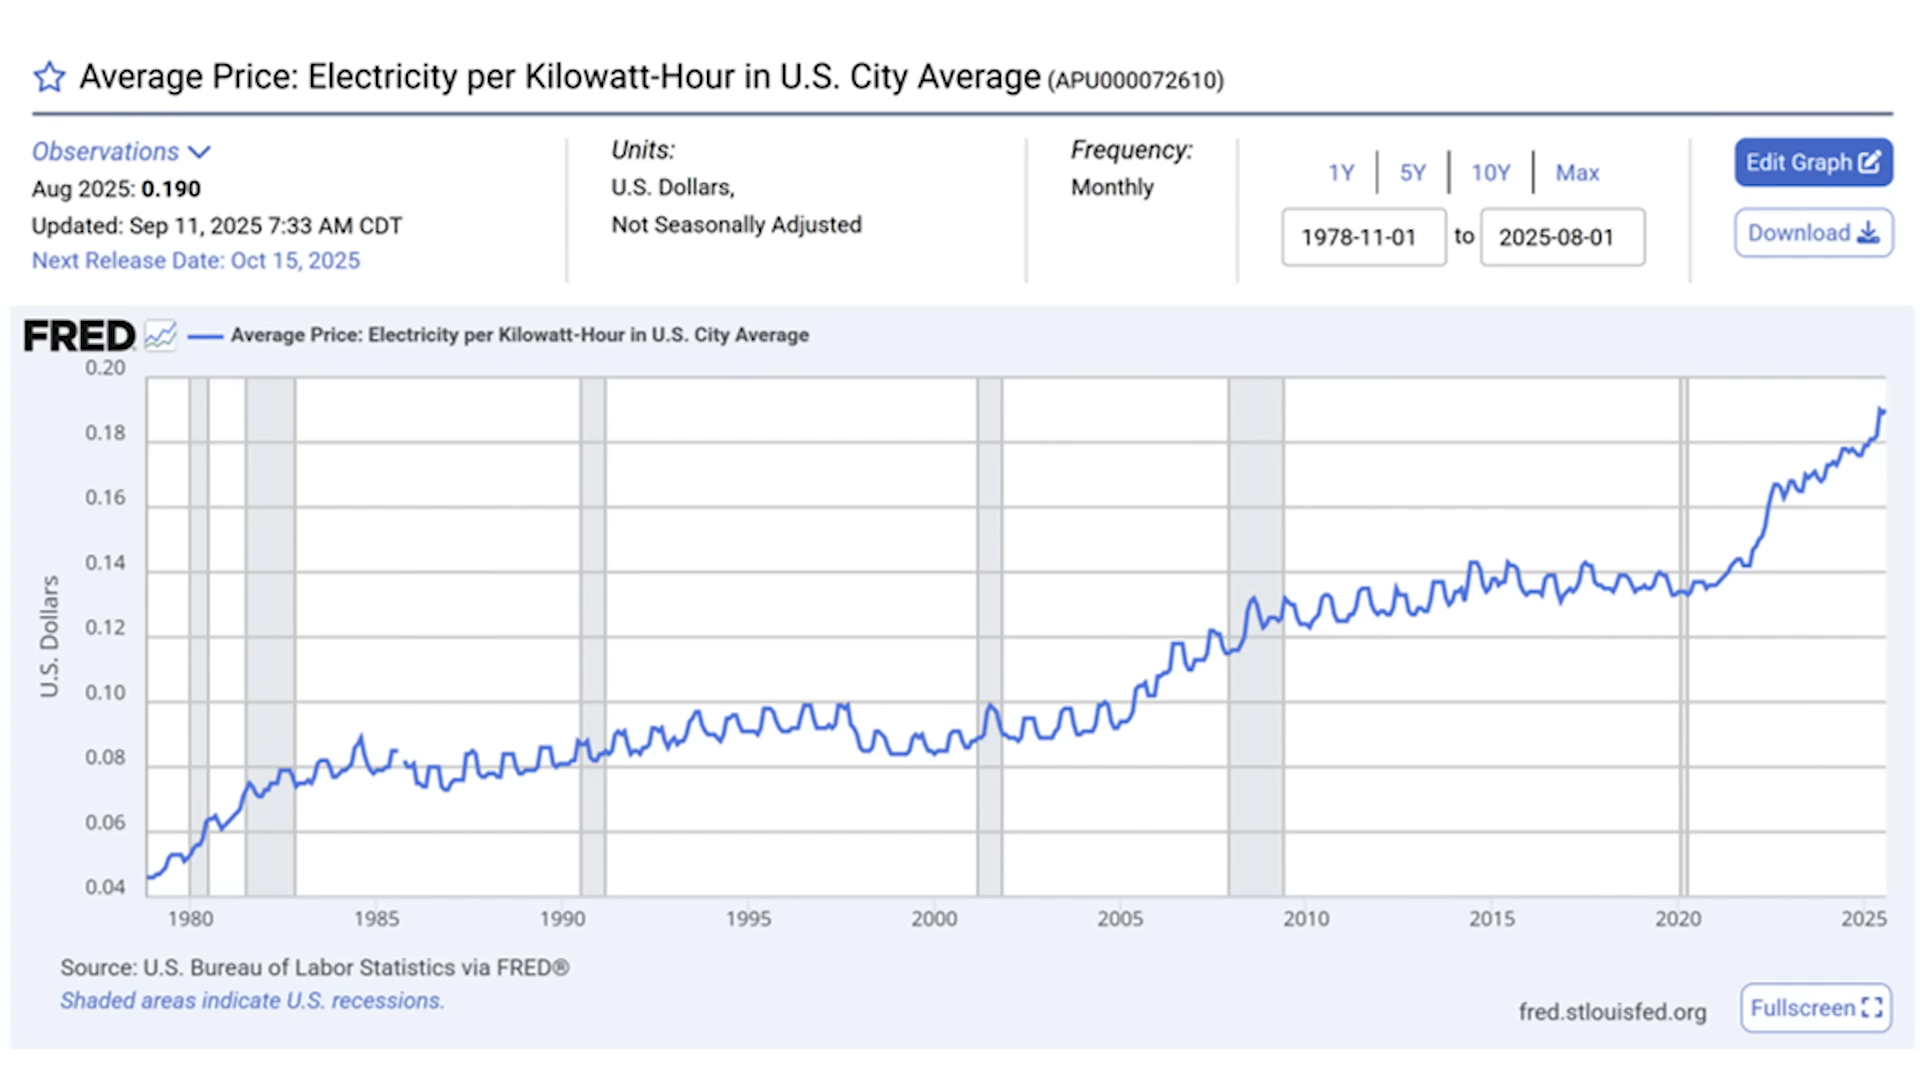 Average Price: Electricity per Kilowatt-Hour in U.S. City Average (APU000072610)
Observations
Aug 2025: 0.190
Updated: Sep 11, 2025 7:33 AM CDT
Next Release Date: Oct 15, 2025
Units:
U.S. Dollars,
Not Seasonally Adjusted
Frequency:
Monthly
1Y | 5Y | 10Y | Max
1978-11-01 to 2025-08-01
Edit Graph
Download
FRED
Average Price: Electricity per Kilowatt-Hour in U.S. City Average
U.S. Dollars
0.20
0.18
0.16
0.14
0.12
0.10
0.08
0.06
0.04
1980 1985 1990 1995 2000 2005 2010 2015 2020 2025
Source: U.S. Bureau of Labor Statistics via FRED®
Shaded areas indicate U.S. recessions.
fred.stlouisfed.org
Fullscreen